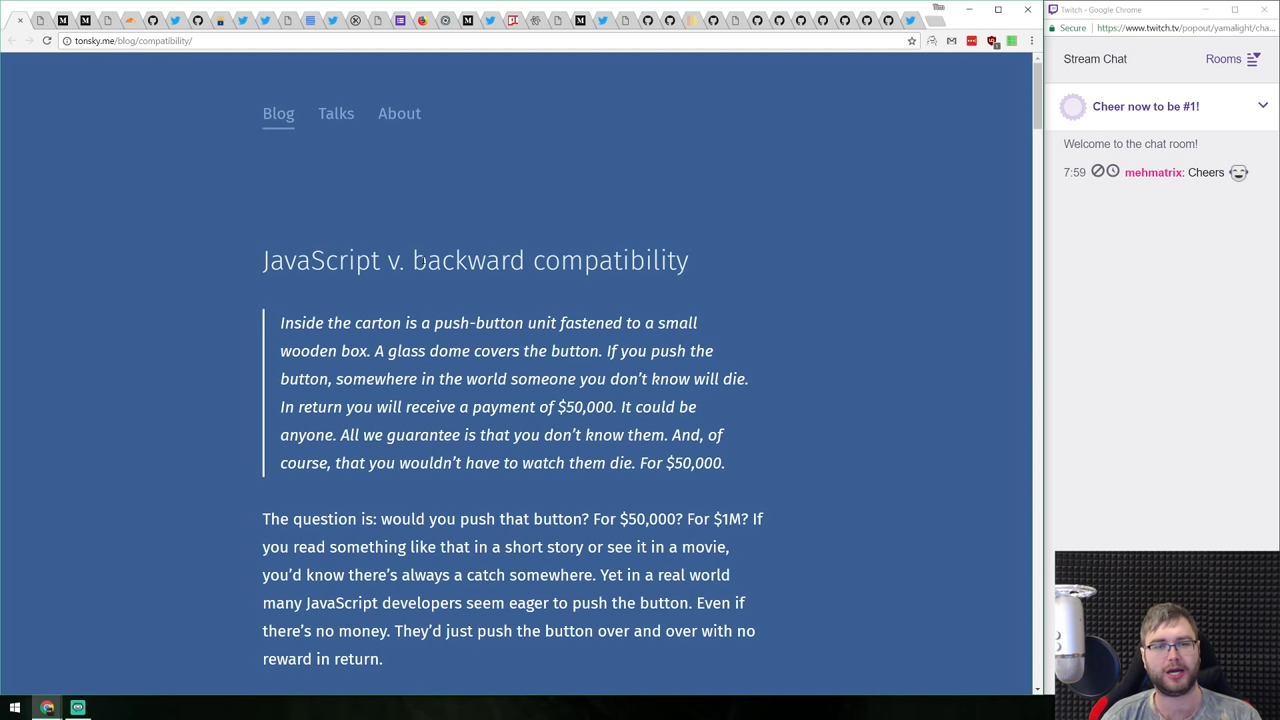 Tim
Twitch - Google Chrome
tonsky.me/blog/compatibility/
Secure
https://www.twitch.tv/popout/yamalight/cha...
Stream Chat
Rooms
Cheer now to be #1!
Welcome to the chat room!
7:59 mehmatrix: Cheers
Blog Talks About
JavaScript v. backward compatibility
Inside the carton is a push-button unit fastened to a small
wooden box. A glass dome covers the button. If you push the
button, somewhere in the world someone you don’t know will die.
In return you will receive a payment of $50,000. It could be
anyone. All we guarantee is that you don’t know them. And, of
course, that you wouldn’t have to watch them die. For $50,000.
The question is: would you push that button? For $50,000? For $1M? If
you read something like that in a short story or see it in a movie,
you’d know there’s always a catch somewhere. Yet in a real world
many JavaScript developers seem eager to push the button. Even if
there’s no money. They’d just push the button over and over with no
reward in return.